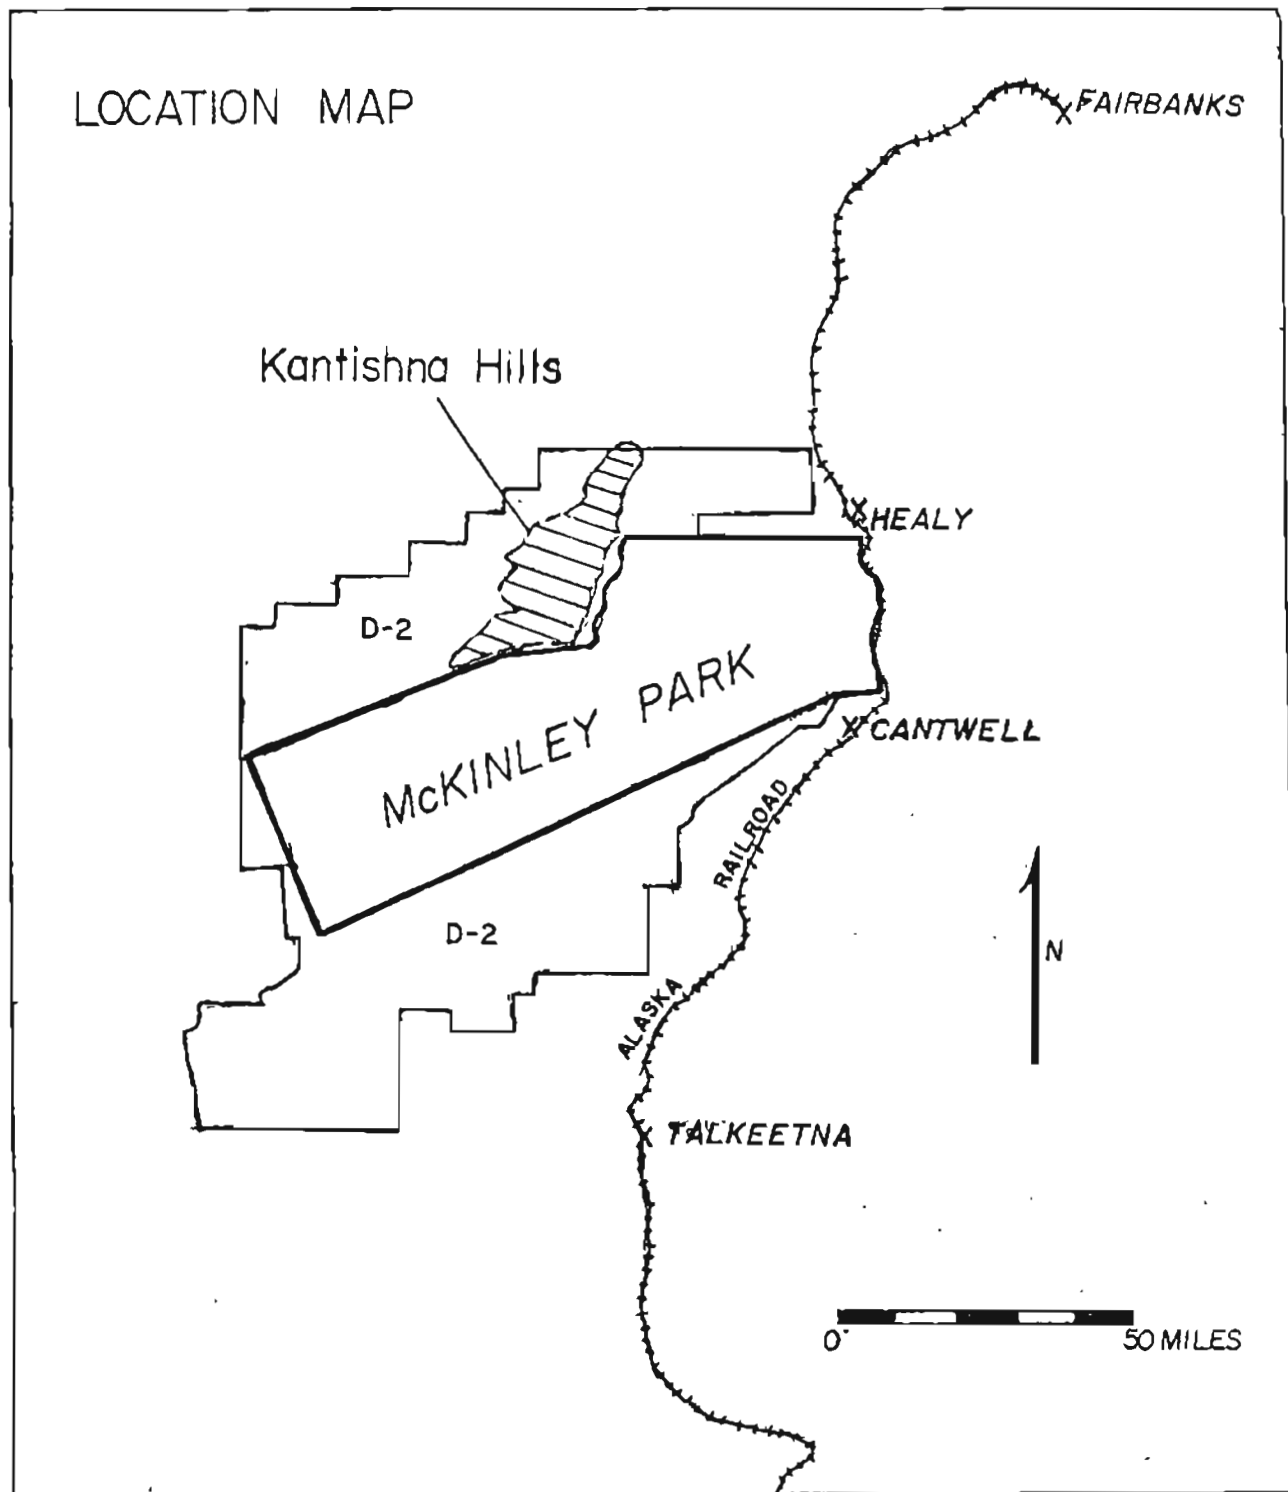 LOCATION MAP
FAIRBANKS
Kantishna Hills
HEALY
D-2
McKINLEY PARK
CANTWELL
RAILROAD
D-2
N
ALASKA
TALKEETNA
0 50 MILES